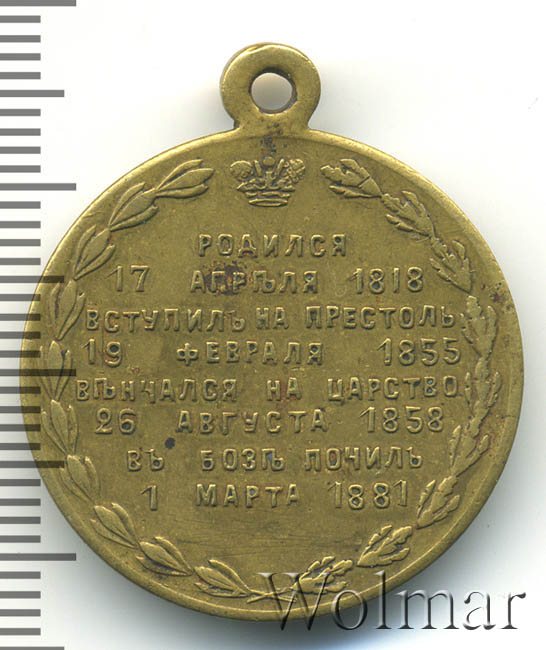 РОДИЛСЯ
17 АПРѢЛЯ 1818
ВСТУПИЛЪ НА ПРЕСТОЛЪ
19 ФЕВРАЛЯ 1855
ВѢНЧАЛСЯ НА ЦАРСТВО
26 АВГУСТА 1858
ВЪ БОЗѢ ПОЧИЛЪ
1 МАРТА 1881
Wolmar